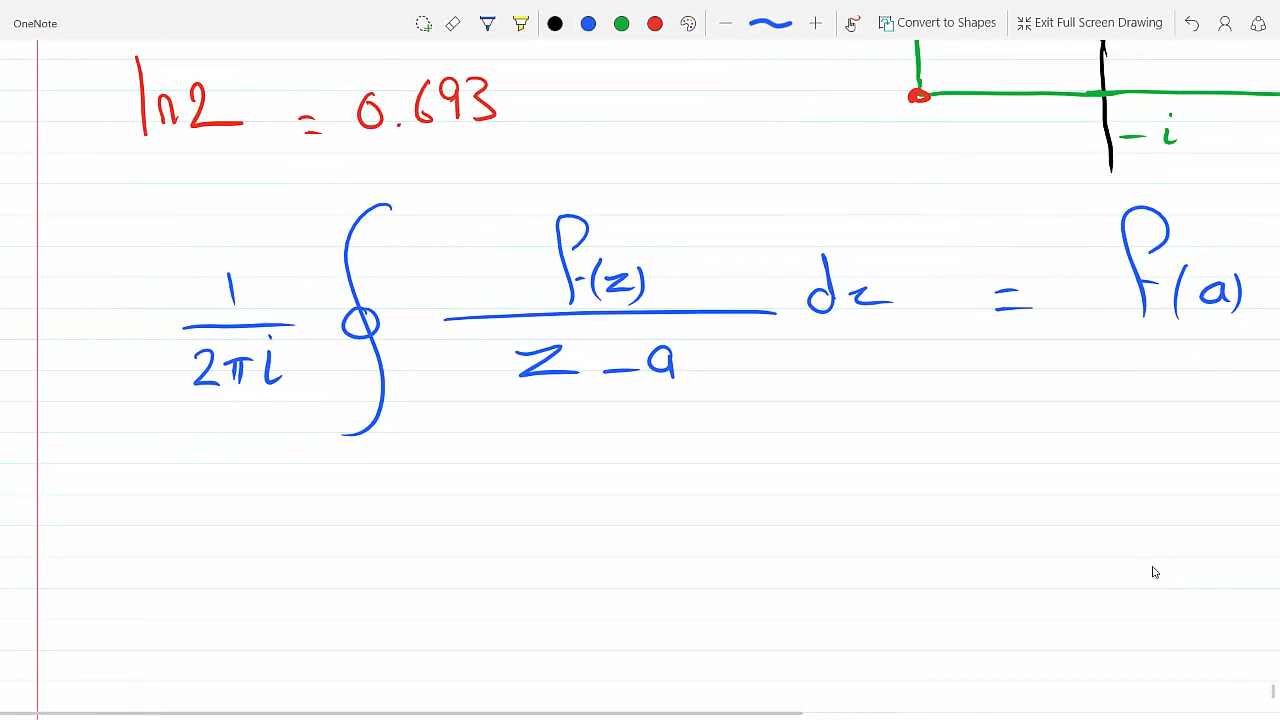 OneNote
Convert to Shapes
Exit Full Screen Drawing
ln2 = 0.693
- i
1/2πi ∮ f(z)/z-a dz = f(a)